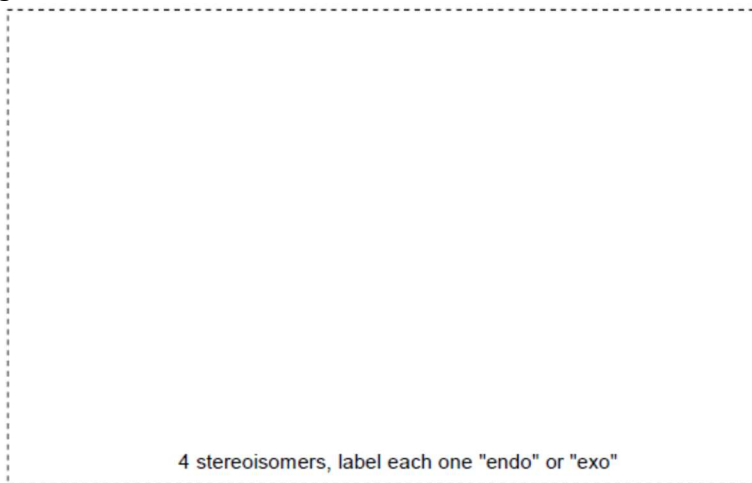 4 stereoisomers, label each one "endo" or "exo"